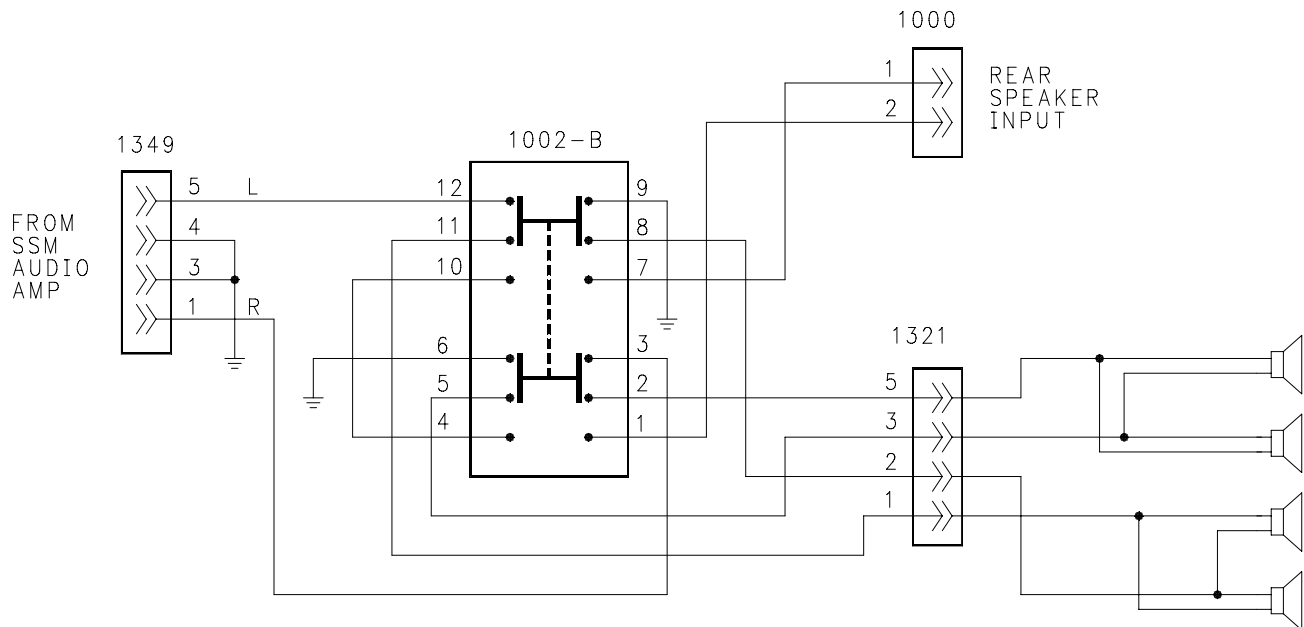 1000
1
2
REAR
SPEAKER
INPUT
1349
5 L
4
3
1 R
FROM
SSM
AUDIO
AMP
1002-B
12 9
11 8
10 7
6 3
5 2
4 1
1321
5
3
2
1